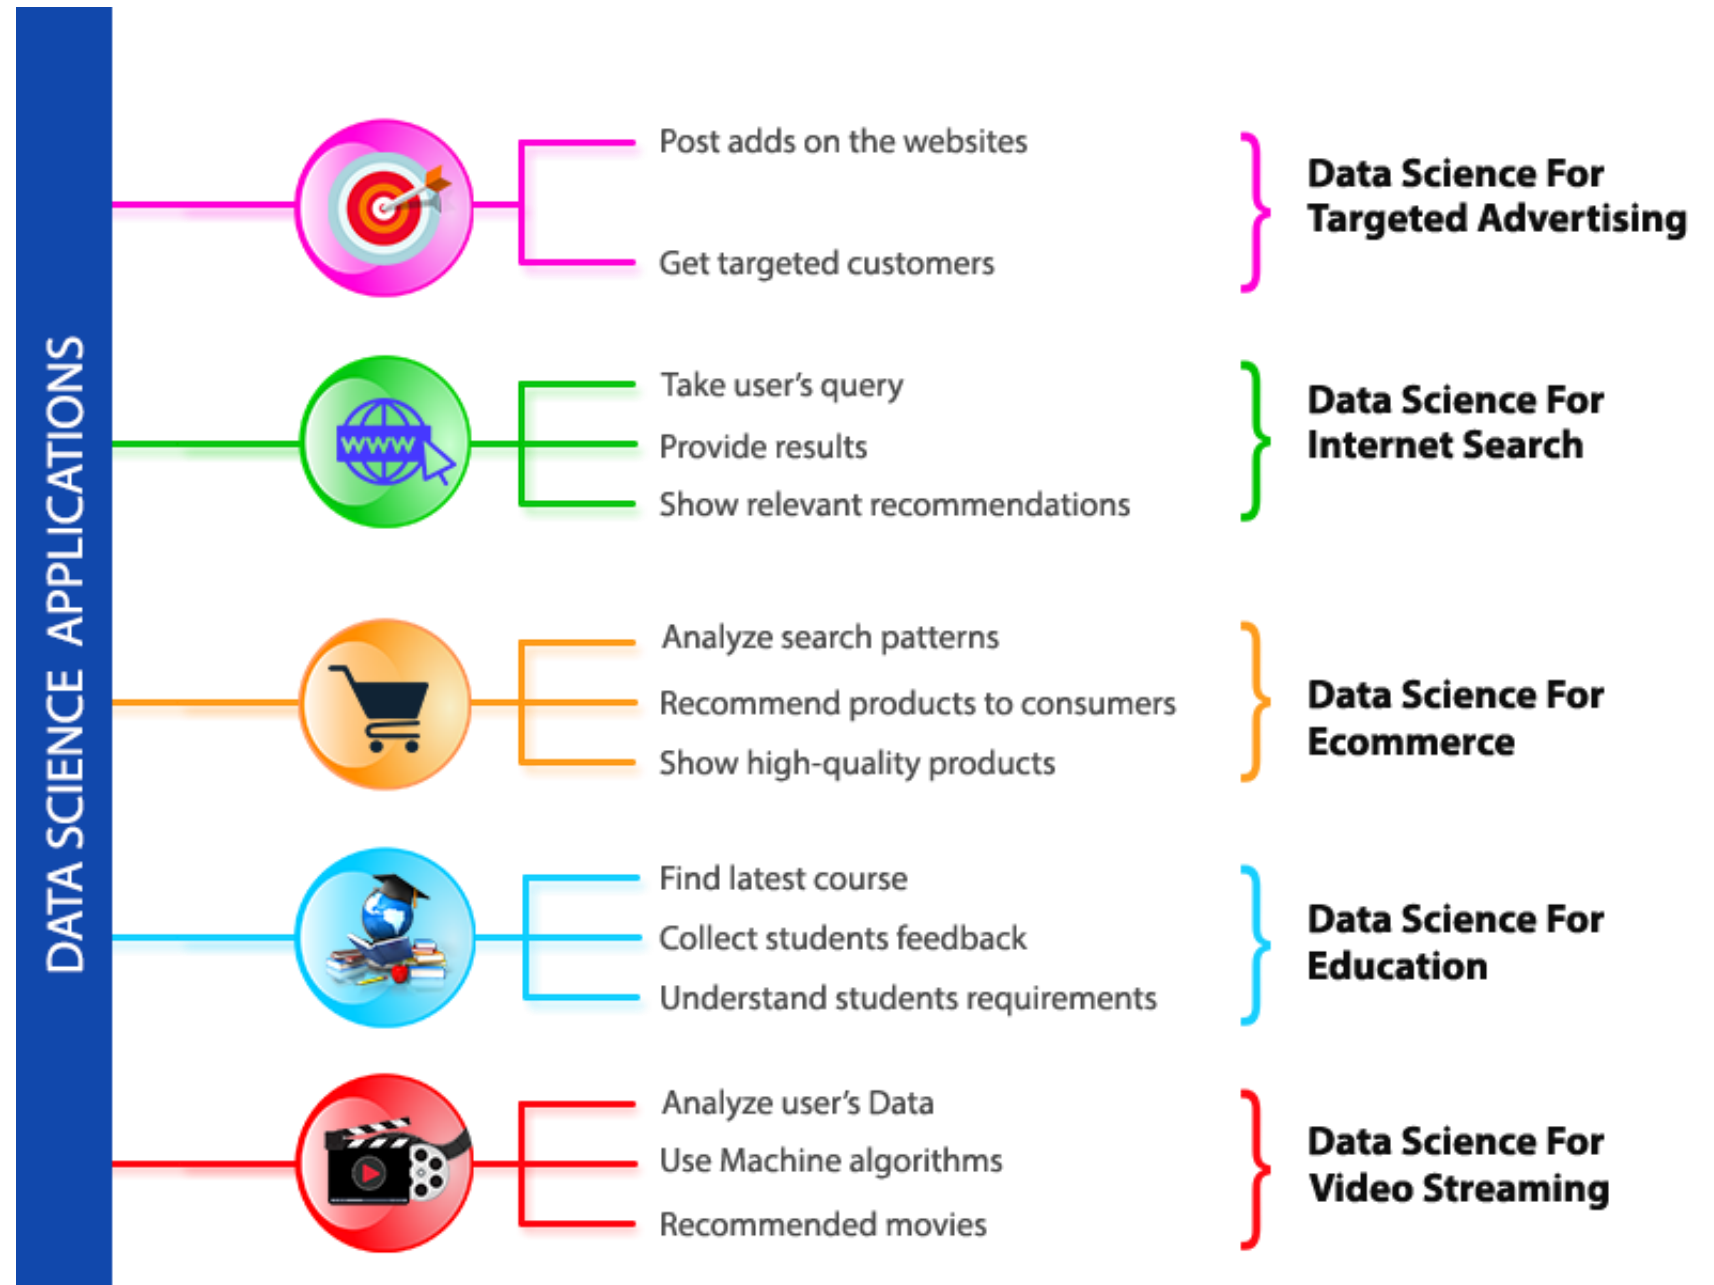 DATA SCIENCE APPLICATIONS
Post adds on the websites
Get targeted customers
Data Science For
Targeted Advertising
www
Take user’s query
Provide results
Show relevant recommendations
Data Science For
Internet Search
Analyze search patterns
Recommend products to consumers
Show high-quality products
Data Science For
Ecommerce
Find latest course
Collect students feedback
Understand students requirements
Data Science For
Education
Analyze user’s Data
Use Machine algorithms
Recommended movies
Data Science For
Video Streaming